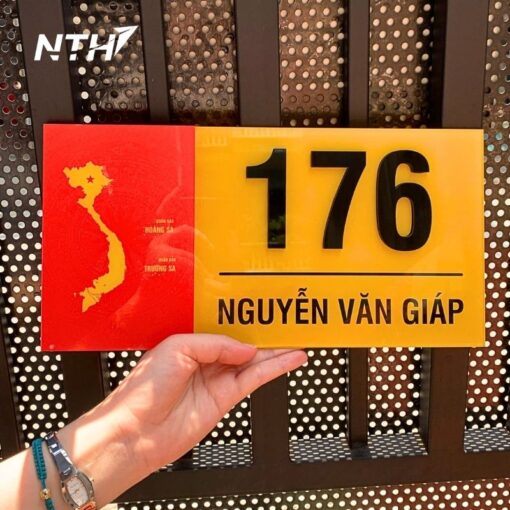 NTH
176
NGUYỄN VĂN GIÁP
QUẦN ĐẢO
HOÀNG SA
QUẦN ĐẢO
TRƯỜNG SA